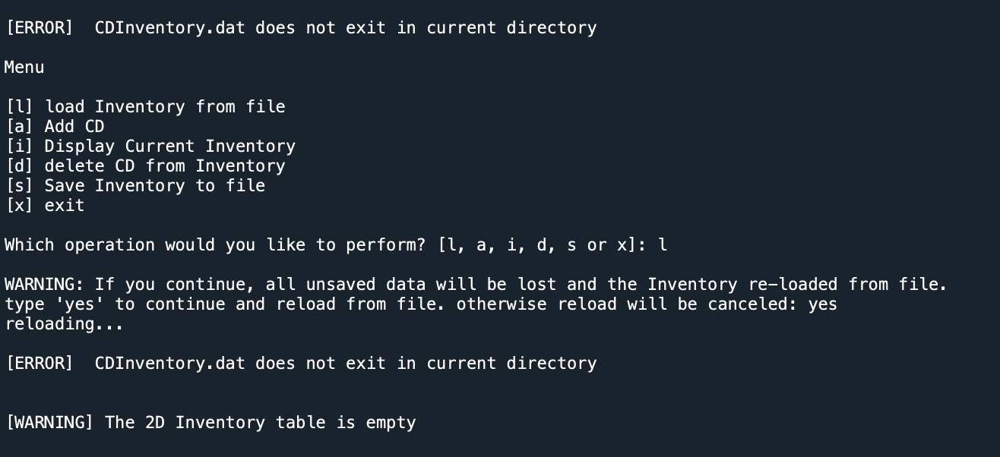 [ERROR]  CDInventory.dat does not exit in current directory
Menu
[l] load Inventory from file
[a] Add CD
[i] Display Current Inventory
[d] delete CD from Inventory
[s] Save Inventory to file
[x] exit
Which operation would you like to perform? [l, a, i, d, s or x]: l
WARNING: If you continue, all unsaved data will be lost and the Inventory re-loaded from file.
type 'yes' to continue and reload from file. otherwise reload will be canceled: yes
reloading...
[ERROR]  CDInventory.dat does not exit in current directory
[WARNING] The 2D Inventory table is empty